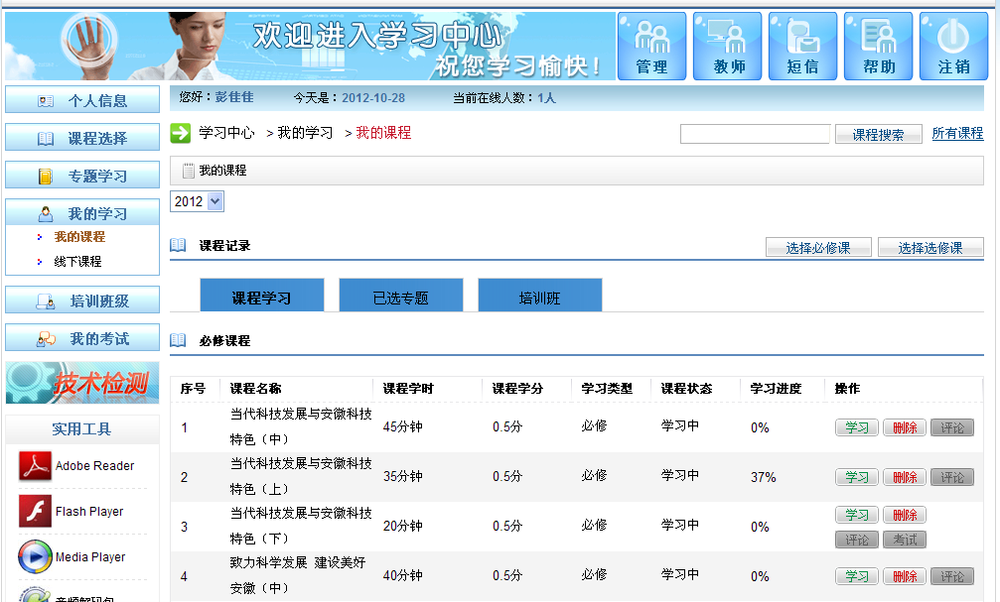 欢迎进入学习中心
祝您学习愉快！
管理
教师
短信
帮助
注销
个人信息
课程选择
专题学习
我的学习
我的课程
线下课程
培训班级
我的考试
技术检测
实用工具
Adobe Reader
Flash Player
Media Player
音频解码包
您好：彭佳佳 今天是：2012-10-28 当前在线人数：1人
学习中心 >我的学习 >我的课程
课程搜索 所有课程
我的课程
2012
课程记录 选择必修课 选择选修课
课程学习 已选专题 培训班
必修课程
序号 课程名称 课程学时 课程学分 学习类型 课程状态 学习进度 操作
1 当代科技发展与安徽科技 45分钟 0.5分 必修 学习中 0% 学习 删除 评论
特色（中）
2 当代科技发展与安徽科技 35分钟 0.5分 必修 学习中 37% 学习 删除 评论
特色（上）
3 当代科技发展与安徽科技 20分钟 0.5分 必修 学习中 0% 学习 删除
特色（下） 评论 考试
4 致力科学发展 建设美好 40分钟 0.5分 必修 学习中 0% 学习 删除 评论
安徽（中）